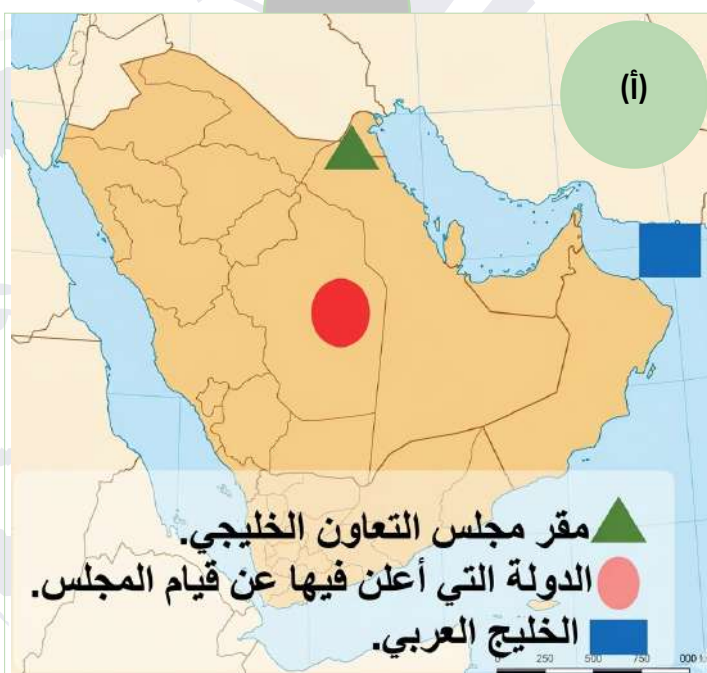 (أ)
مقر مجلس التعاون الخليجي.
الدولة التي أعلن فيها عن قيام المجلس.
الخليج العربي.
0 250 500 750 000